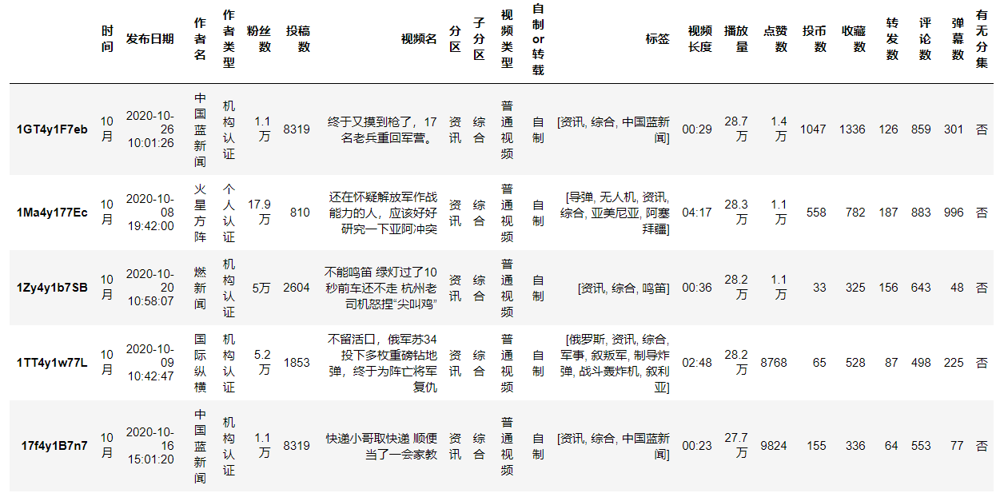 时间 发布日期 作者名 作者类型 粉丝数 投稿数 视频名 分区 子分区 视频类型 自制or转载 标签 视频长度 播放量 点赞数 投币数 收藏数 转发数 评论数 弹幕数 有无分集
1GT4y1F7eb 10月 2020-10-26 10:01:26 中国蓝新闻 机构认证 1.1万 8319 终于又摸到枪了，17名老兵重回军营。 资讯 综合 普通视频 自制 [资讯, 综合, 中国蓝新闻] 00:29 28.7万 1.4万 1047 1336 126 859 301 否
1Ma4y177Ec 10月 2020-10-08 19:42:00 火星方阵 个人认证 17.9万 810 还在怀疑解放军作战能力的人，应该好好研究一下亚阿冲突 资讯 综合 普通视频 自制 [导弹, 无人机, 资讯, 综合, 亚美尼亚, 阿塞拜疆] 04:17 28.3万 1.1万 558 782 187 883 996 否
1Zy4y1b7SB 10月 2020-10-20 10:58:07 燃新闻 机构认证 5万 2604 不能鸣笛 绿灯过了10秒前车还不走 杭州老司机怒捏“尖叫鸡” 资讯 综合 普通视频 自制 [资讯, 综合, 鸣笛] 00:36 28.2万 1.1万 33 325 156 643 48 否
1TT4y1w77L 10月 2020-10-09 10:42:47 国际纵横 机构认证 5.2万 1853 不留活口，俄军苏34投下多枚重磅钻地弹，终于为阵亡将军复仇 资讯 综合 普通视频 自制 [俄罗斯, 资讯, 综合, 军事, 叙叛军, 制导炸弹, 战斗轰炸机, 叙利亚] 02:48 28.2万 8768 65 528 87 498 225 否
17f4y1B7n7 10月 2020-10-16 15:01:20 中国蓝新闻 机构认证 1.1万 8319 快递小哥取快递 顺便当了一会家教 资讯 综合 普通视频 自制 [资讯, 综合, 中国蓝新闻] 00:23 27.7万 9824 155 336 64 553 77 否